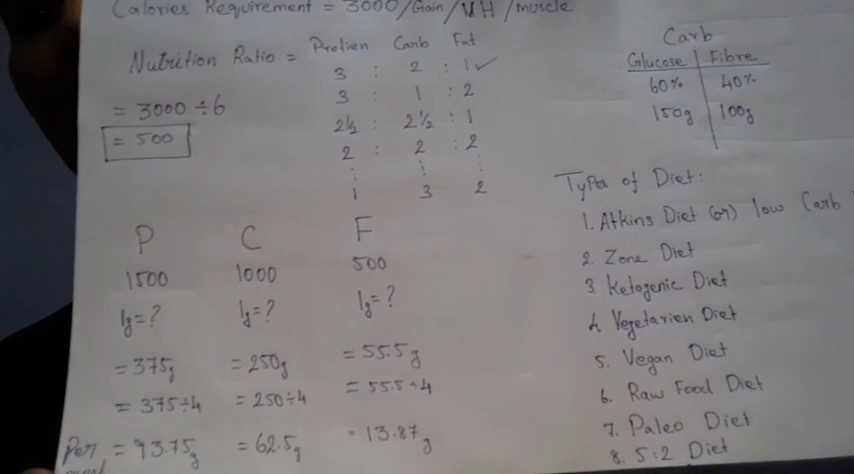 Calories Requirement = 3000/Gain/VH/muscle
Nutrition Ratio = Protien Carb Fat
3 : 2 : 1 ✓
3 : 1 : 2
2½ : 2½ : 1
2 : 2 : 2
⋮ ⋮ ⋮
1 3 2
= 3000 ÷ 6
= 500
P C F
1500 1000 500
1g=? 1g=? 1g=?
= 375g = 250g = 55.5g
= 375÷4 = 250÷4 = 55.5÷4
Per = 93.75g = 62.5g = 13.87g
Carb
Glucose Fibre
60% 40%
150g 100g
Types of Diet:
1. Atkins Diet (or) low Carb
2. Zone Diet
3 Ketogenic Diet
4. Vegetarien Diet
5. Vegan Diet
6. Raw Food Diet
7. Paleo Diet
8. 5:2 Diet